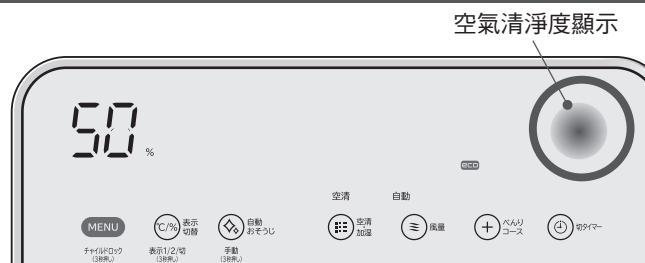 空氣清淨度顯示
50 %
eco
空清 自動
MENU ℃/% 表示 切替 自動 おそうじ 空清 加湿 風量 べんり コース 切タイマー
チャイルドロック 表示1/2/切 手動
(3秒押し) (3秒押し) (3秒押し)